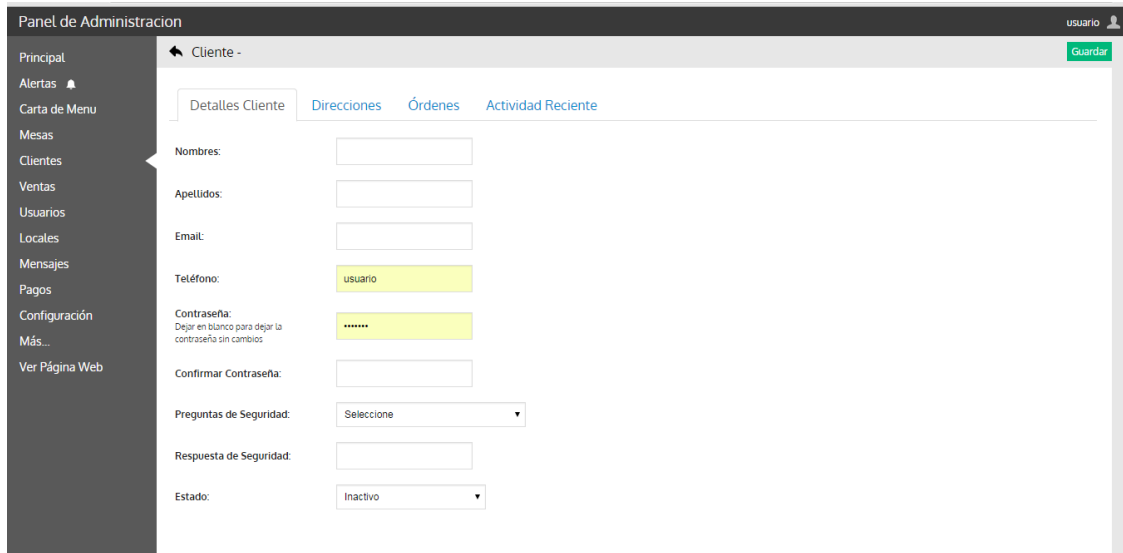 Panel de Administracion
usuario
Principal
Alertas
Carta de Menu
Mesas
Clientes
Ventas
Usuarios
Locales
Mensajes
Pagos
Configuración
Más...
Ver Página Web
Cliente -
Guardar
Detalles Cliente
Direcciones
Órdenes
Actividad Reciente
Nombres:
Apellidos:
Email:
Teléfono:
usuario
Contraseña:
Dejar en blanco para dejar la
contraseña sin cambios
•••••••
Confirmar Contraseña:
Preguntas de Seguridad:
Seleccione
Respuesta de Seguridad:
Estado:
Inactivo